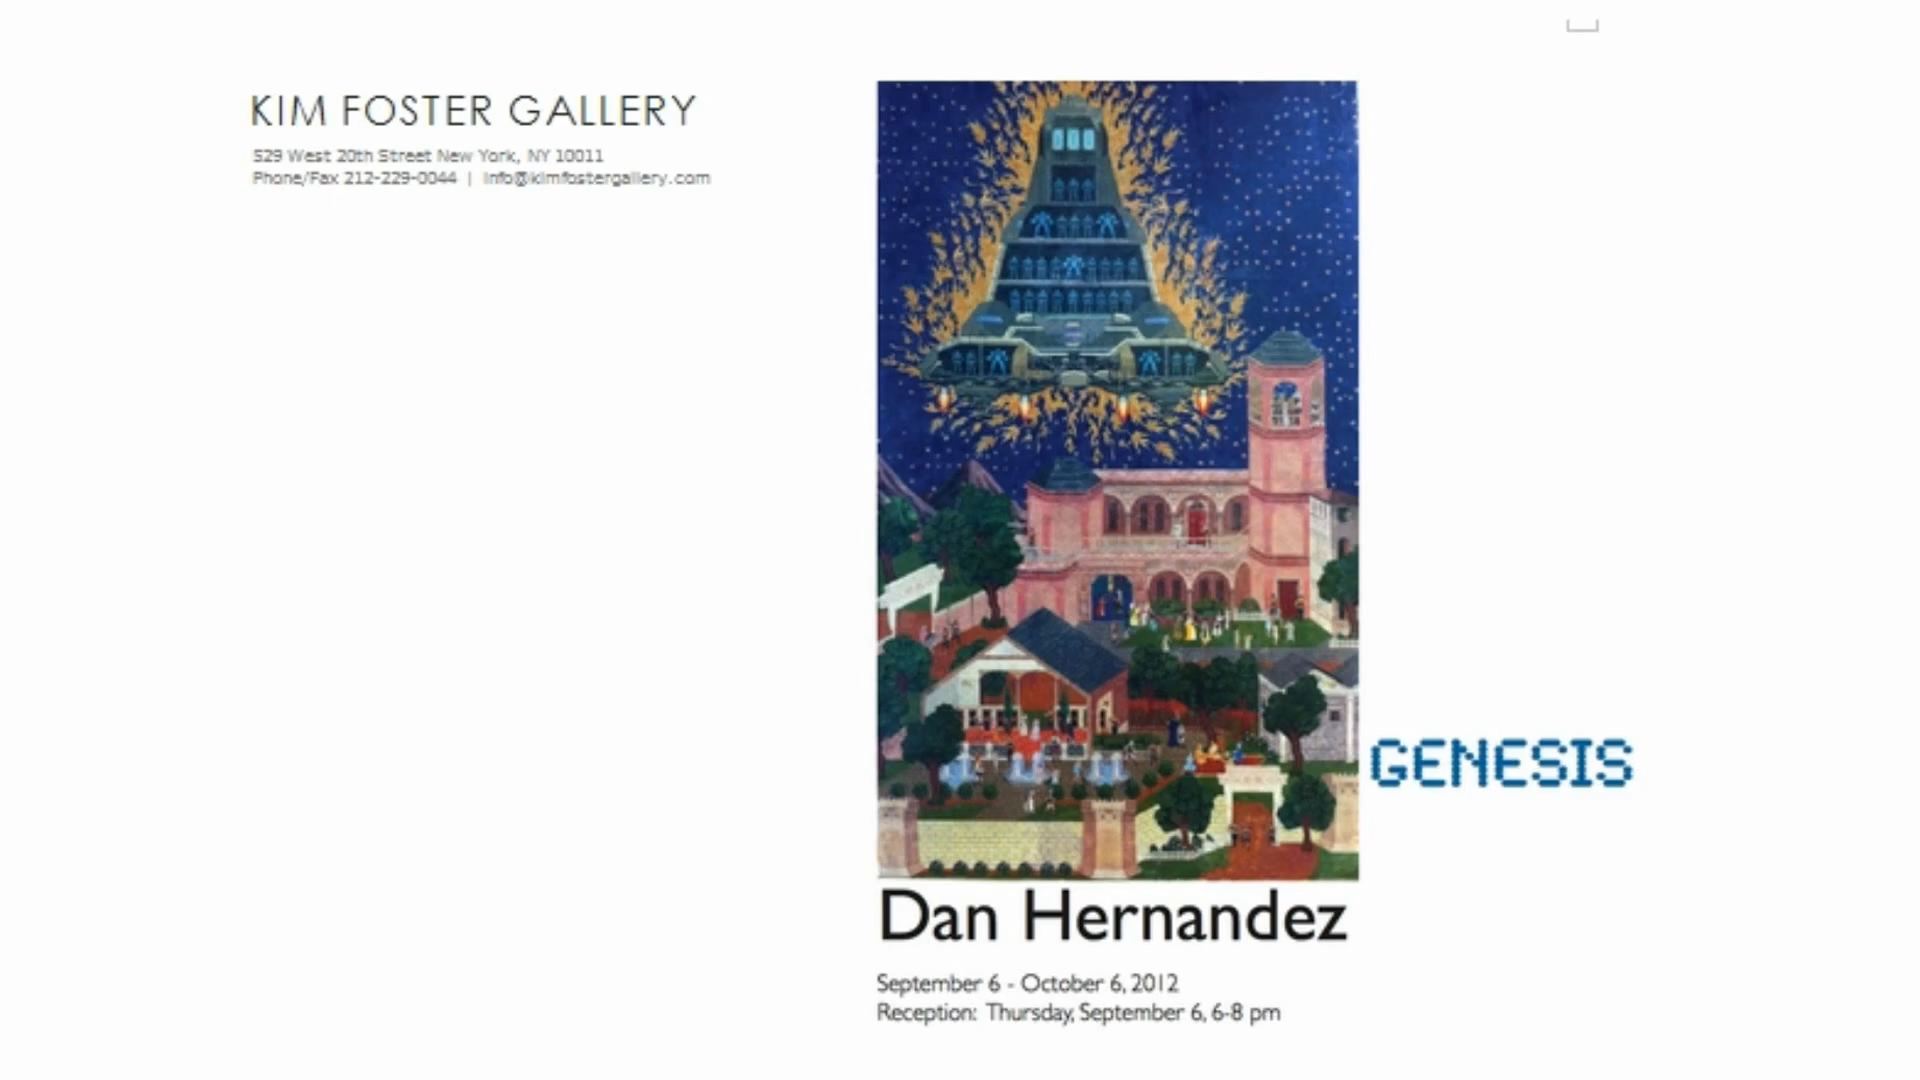 KIM FOSTER GALLERY
529 West 20th Street New York, NY 10011
Phone/Fax 212-229-0044 | info@kimfostergallery.com
GENESIS
Dan Hernandez
September 6 - October 6, 2012
Reception: Thursday, September 6, 6-8 pm